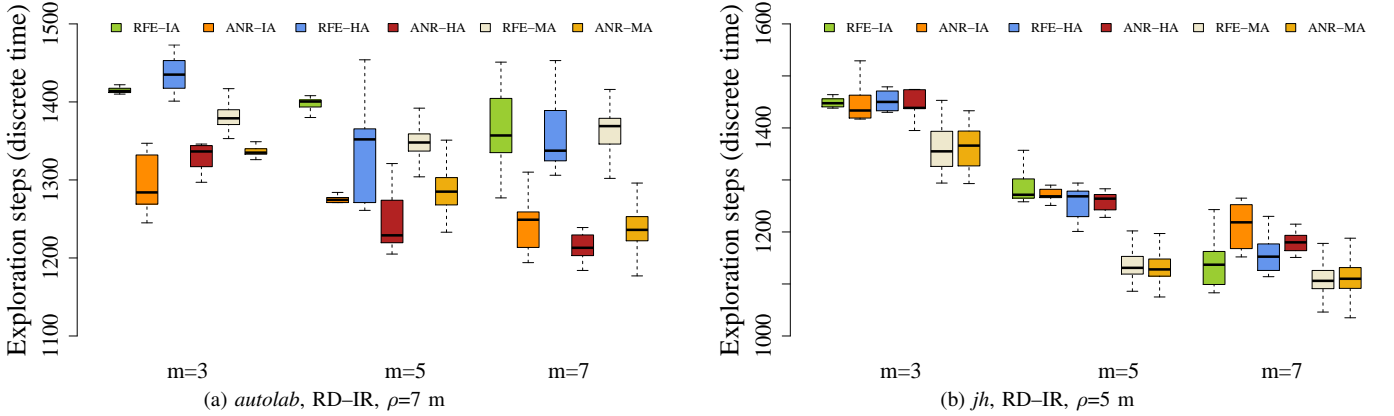 Exploration steps (discrete time)
1100 1200 1300 1400 1500
RFE–IA ANR–IA RFE–HA ANR–HA RFE–MA ANR–MA
m=3 m=5 m=7
(a) autolab, RD–IR, ρ=7 m
Exploration steps (discrete time)
1000 1200 1400 1600
RFE–IA ANR–IA RFE–HA ANR–HA RFE–MA ANR–MA
m=3 m=5 m=7
(b) jh, RD–IR, ρ=5 m